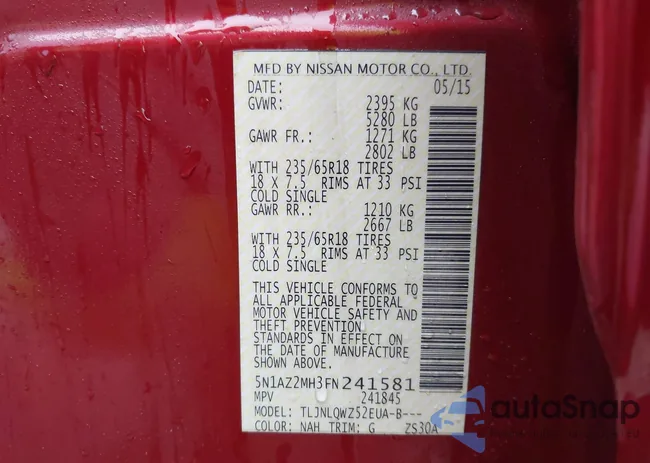 MFD BY NISSAN MOTOR CO., LTD.
DATE: 05/15
GVWR: 2395 KG
5280 LB
GAWR FR.: 1271 KG
2802 LB
WITH 235/65R18 TIRES
18 X 7.5 RIMS AT 33 PSI
COLD SINGLE
GAWR RR.: 1210 KG
2667 LB
WITH 235/65R18 TIRES
18 X 7.5 RIMS AT 33 PSI
COLD SINGLE
THIS VEHICLE CONFORMS TO
ALL APPLICABLE FEDERAL
MOTOR VEHICLE SAFETY AND
THEFT PREVENTION
STANDARDS IN EFFECT ON
THE DATE OF MANUFACTURE
SHOWN ABOVE.
5N1AZ2MH3FN241581
MPV 241845
MODEL: TLJNLQWZ52EUA-B---
COLOR: NAH TRIM: G ZS30A
autoSnap